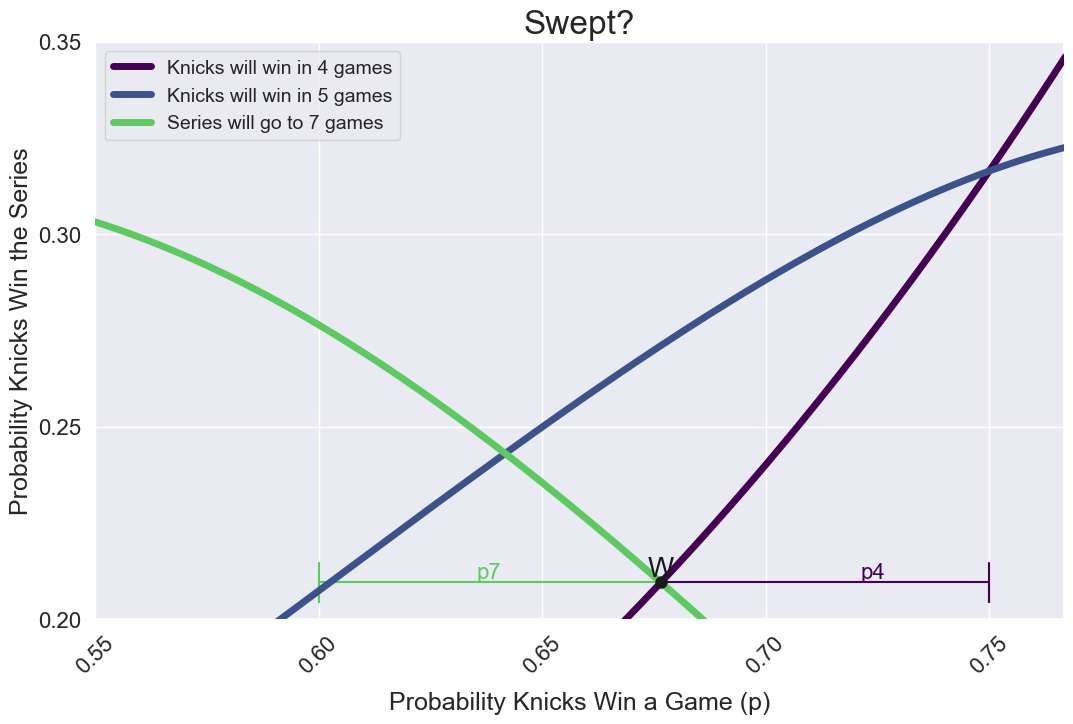 Swept?
Knicks will win in 4 games
Knicks will win in 5 games
Series will go to 7 games
Probability Knicks Win the Series
0.35
0.30
0.25
0.20
W
p7
p4
0.55
0.60
0.65
0.70
0.75
Probability Knicks Win a Game (p)